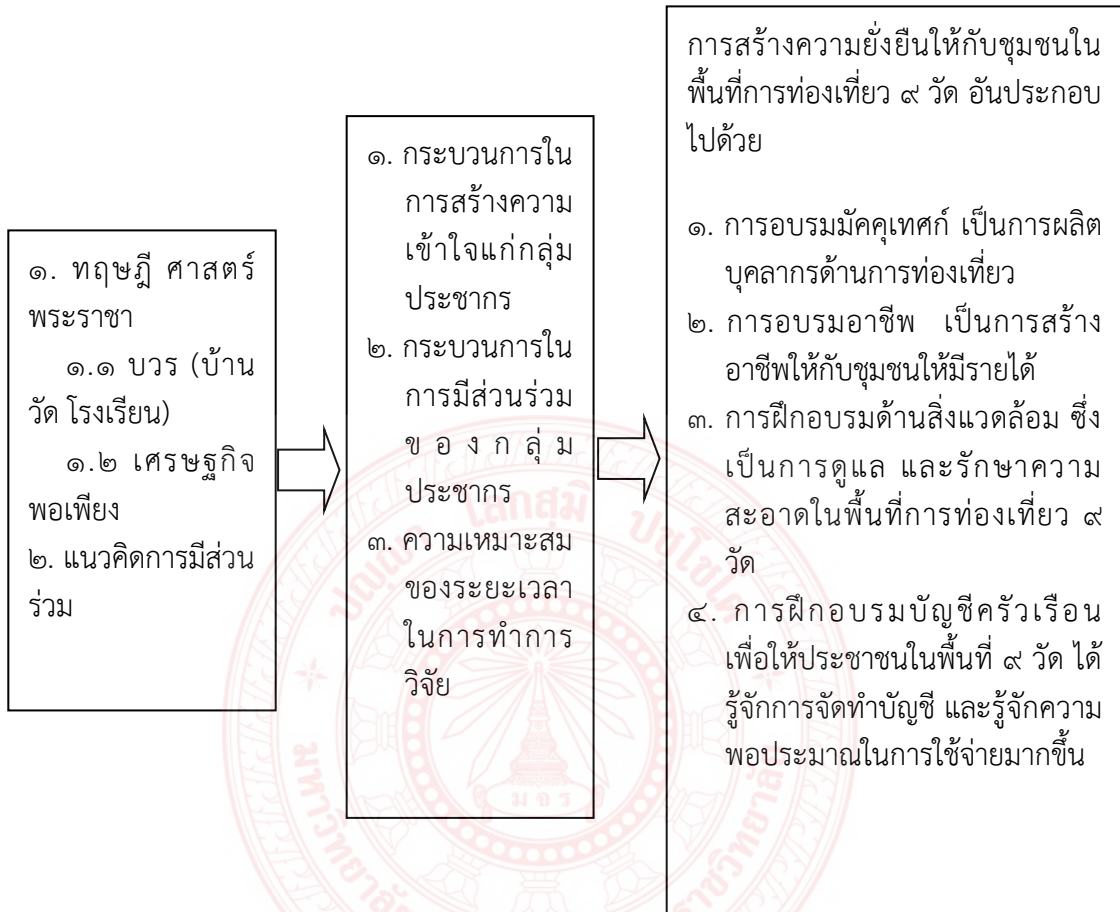 ๑. ทฤษฎี ศาสตร์
พระราชา
๑.๑ บวร (บ้าน
วัด โรงเรียน)
๑.๒ เศรษฐกิจ
พอเพียง
๒. แนวคิดการมีส่วน
ร่วม
๑. กระบวนการใน
การสร้างความ
เข้าใจแก่กลุ่ม
ประชากร
๒. กระบวนการใน
การมีส่วนร่วม
ของกลุ่ม
ประชากร
๓. ความเหมาะสม
ของระยะเวลา
ในการทำการ
วิจัย
การสร้างความยั่งยืนให้กับชุมชนใน
พื้นที่การท่องเที่ยว ๙ วัด อันประกอบ
ไปด้วย
๑. การอบรมมัคคุเทศก์ เป็นการผลิต
บุคลากรด้านการท่องเที่ยว
๒. การอบรมอาชีพ เป็นการสร้าง
อาชีพให้กับชุมชนให้มีรายได้
๓. การฝึกอบรมด้านสิ่งแวดล้อม ซึ่ง
เป็นการดูแล และรักษาความ
สะอาดในพื้นที่การท่องเที่ยว ๙
วัด
๔. การฝึกอบรมบัญชีครัวเรือน
เพื่อให้ประชาชนในพื้นที่ ๙ วัด ได้
รู้จักการจัดทำบัญชี และรู้จักความ
พอประมาณในการใช้จ่ายมากขึ้น
ปญฺญา โลกสฺมิ ปชฺโชโต
ม จ ร